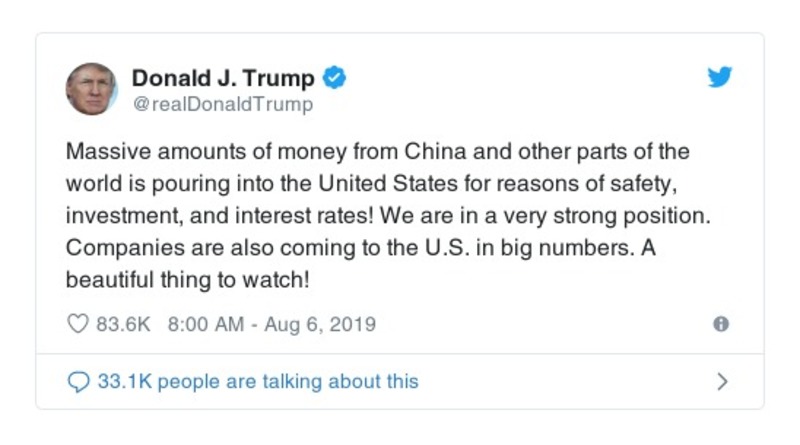 Donald J. Trump
@realDonaldTrump
Massive amounts of money from China and other parts of the
world is pouring into the United States for reasons of safety,
investment, and interest rates! We are in a very strong position.
Companies are also coming to the U.S. in big numbers. A
beautiful thing to watch!
83.6K 8:00 AM - Aug 6, 2019
33.1K people are talking about this